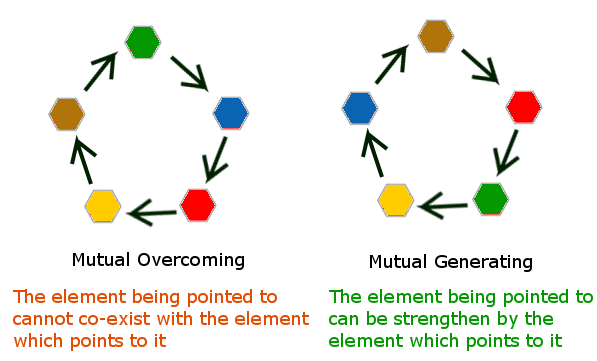 Mutual Overcoming
The element being pointed to
cannot co-exist with the element
which points to it
Mutual Generating
The element being pointed to
can be strengthen by the
element which points to it